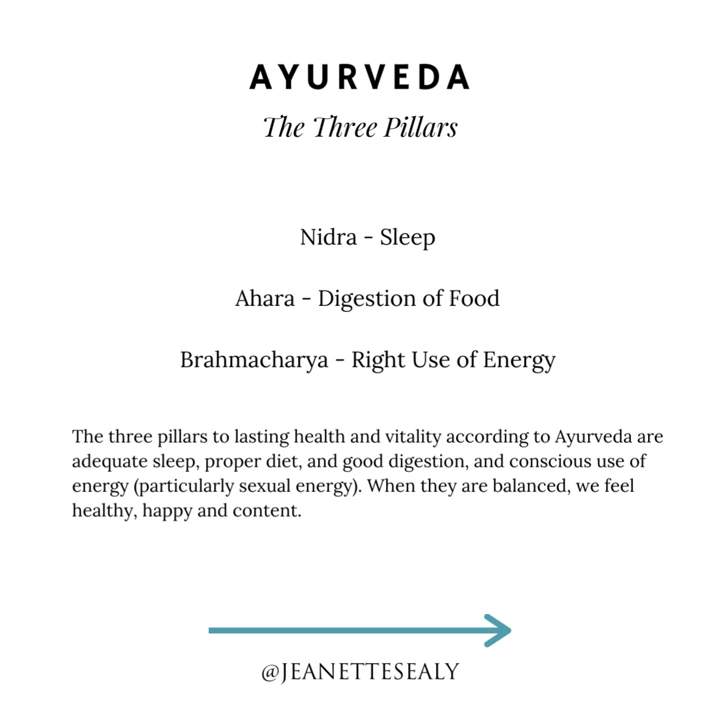 AYURVEDA
The Three Pillars
Nidra - Sleep
Ahara - Digestion of Food
Brahmacharya - Right Use of Energy
The three pillars to lasting health and vitality according to Ayurveda are
adequate sleep, proper diet, and good digestion, and conscious use of
energy (particularly sexual energy). When they are balanced, we feel
healthy, happy and content.
@JEANETTESEALY